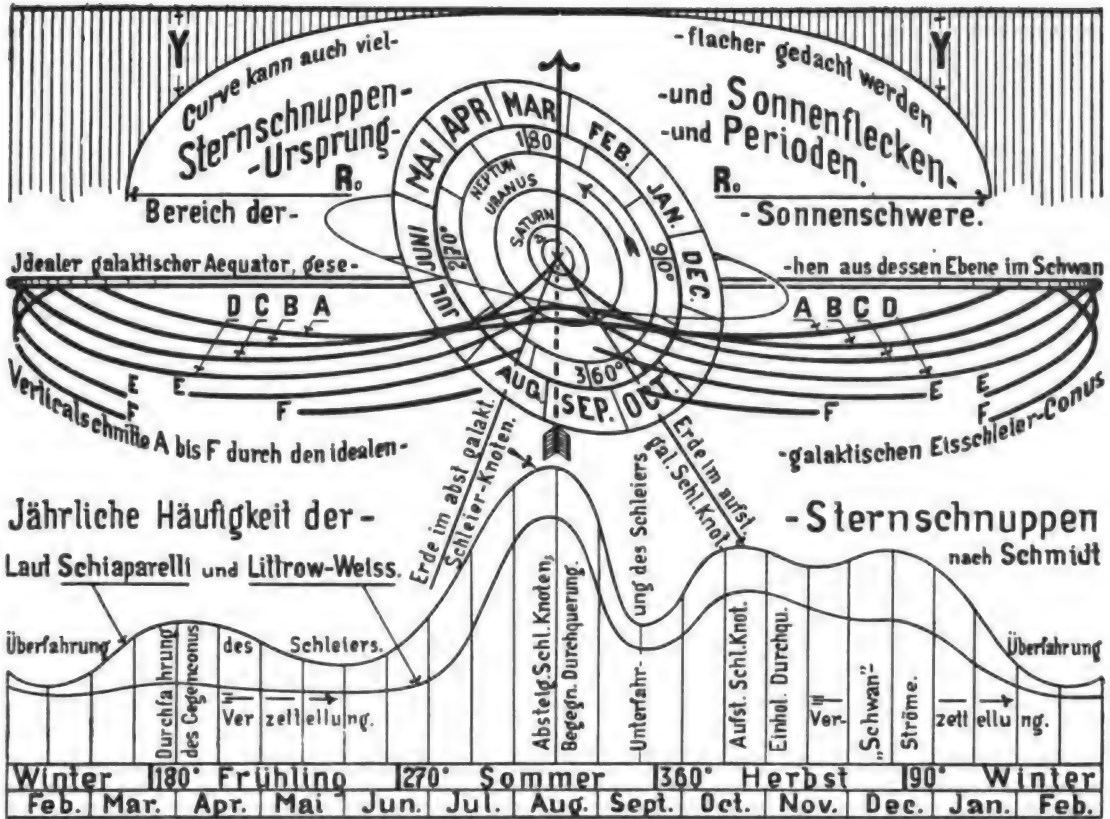 Y
Y
Curve kann auch viel-
-flacher gedacht werden
Sternschnuppen-
-Ursprung-
-und Sonnenflecken-
-und Perioden.
R₀
R₀
Bereich der-
-Sonnenschwere.
MAI APR MAR FEB. JAN. DEC.
JUNI JUL AUG. SEP. OCT.
180
270°
90°
360°
NEPTUN
URANUS
SATURN
Jdealer galaktischer Aequator, gese-
-hen aus dessen Ebene im Schwan
D C B A
A B C D
E E
F F
E E
F F
Verticalschnitte A bis F durch den idealen-
-galaktischen Eisschleier-Conus
Erde im abst galakt.
Schleier-Knoten.
Erde im aufst.
gal. Schl. Knot.
Jährliche Häufigkeit der-
-Sternschnuppen
nach Schmidt
Laut Schiaparelli und Littrow-Weiss.
Überfahrung des Schleiers.
Durchfahrung
des Gegenconus
Verzettellung.
Absteig. Schl. Knoten,
Begegn. Durchquerung.
Unterfahr-
ung des Schleiers
Aufst. Schl. Knot.
Einhol. Durchqu.
Ver-
„Schwan"-
Ströme.
zettellung.
Überfahrung
Winter 180° Frühling 270° Sommer 360° Herbst 90° Winter
Feb. Mar. Apr. Mai Jun. Jul. Aug. Sept. Oct. Nov. Dec. Jan. Feb.